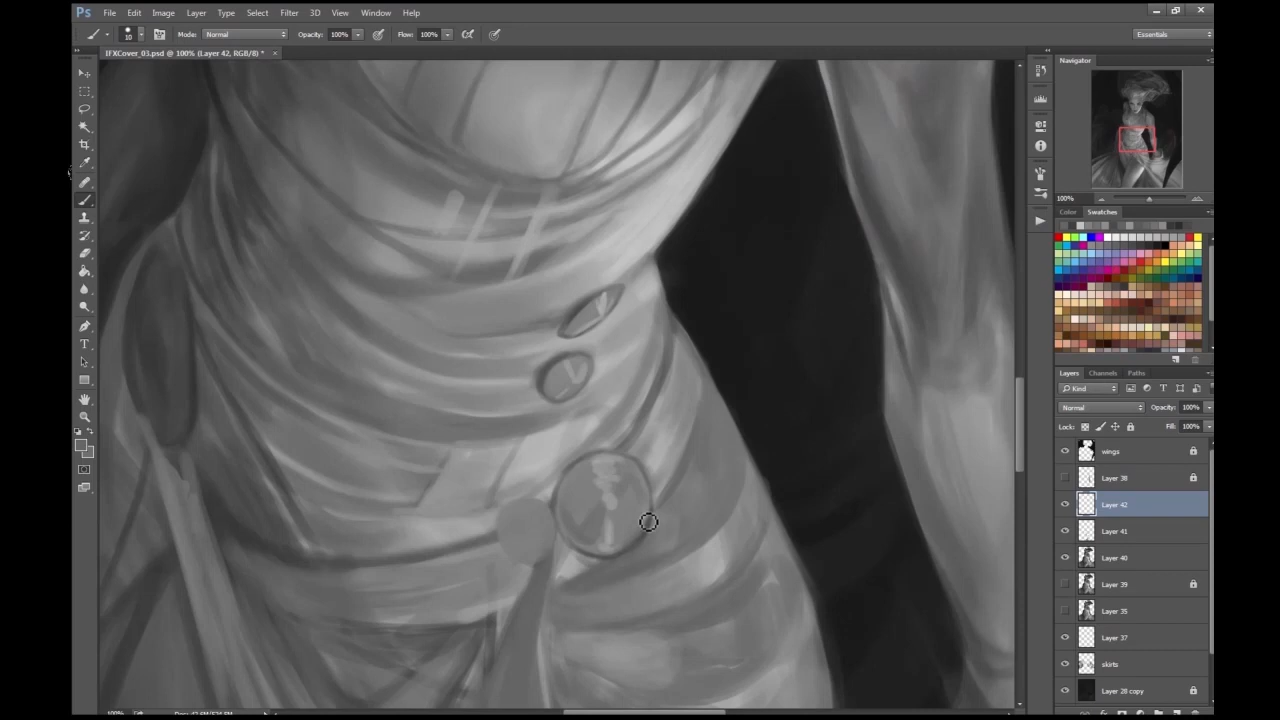 Ps File Edit Image Layer Type Select Filter 3D View Window Help
10 Mode: Normal Opacity: 100% Flow: 100% Essentials
IFXCover_03.psd @ 100% (Layer 42, RGB/8) * ×
Navigator
100%
Color Swatches
Layers Channels Paths
Kind
Normal Opacity: 100%
Lock: Fill: 100%
wings
Layer 38
Layer 42
Layer 41
Layer 40
Layer 39
Layer 35
Layer 37
skirts
Layer 28 copy
100%